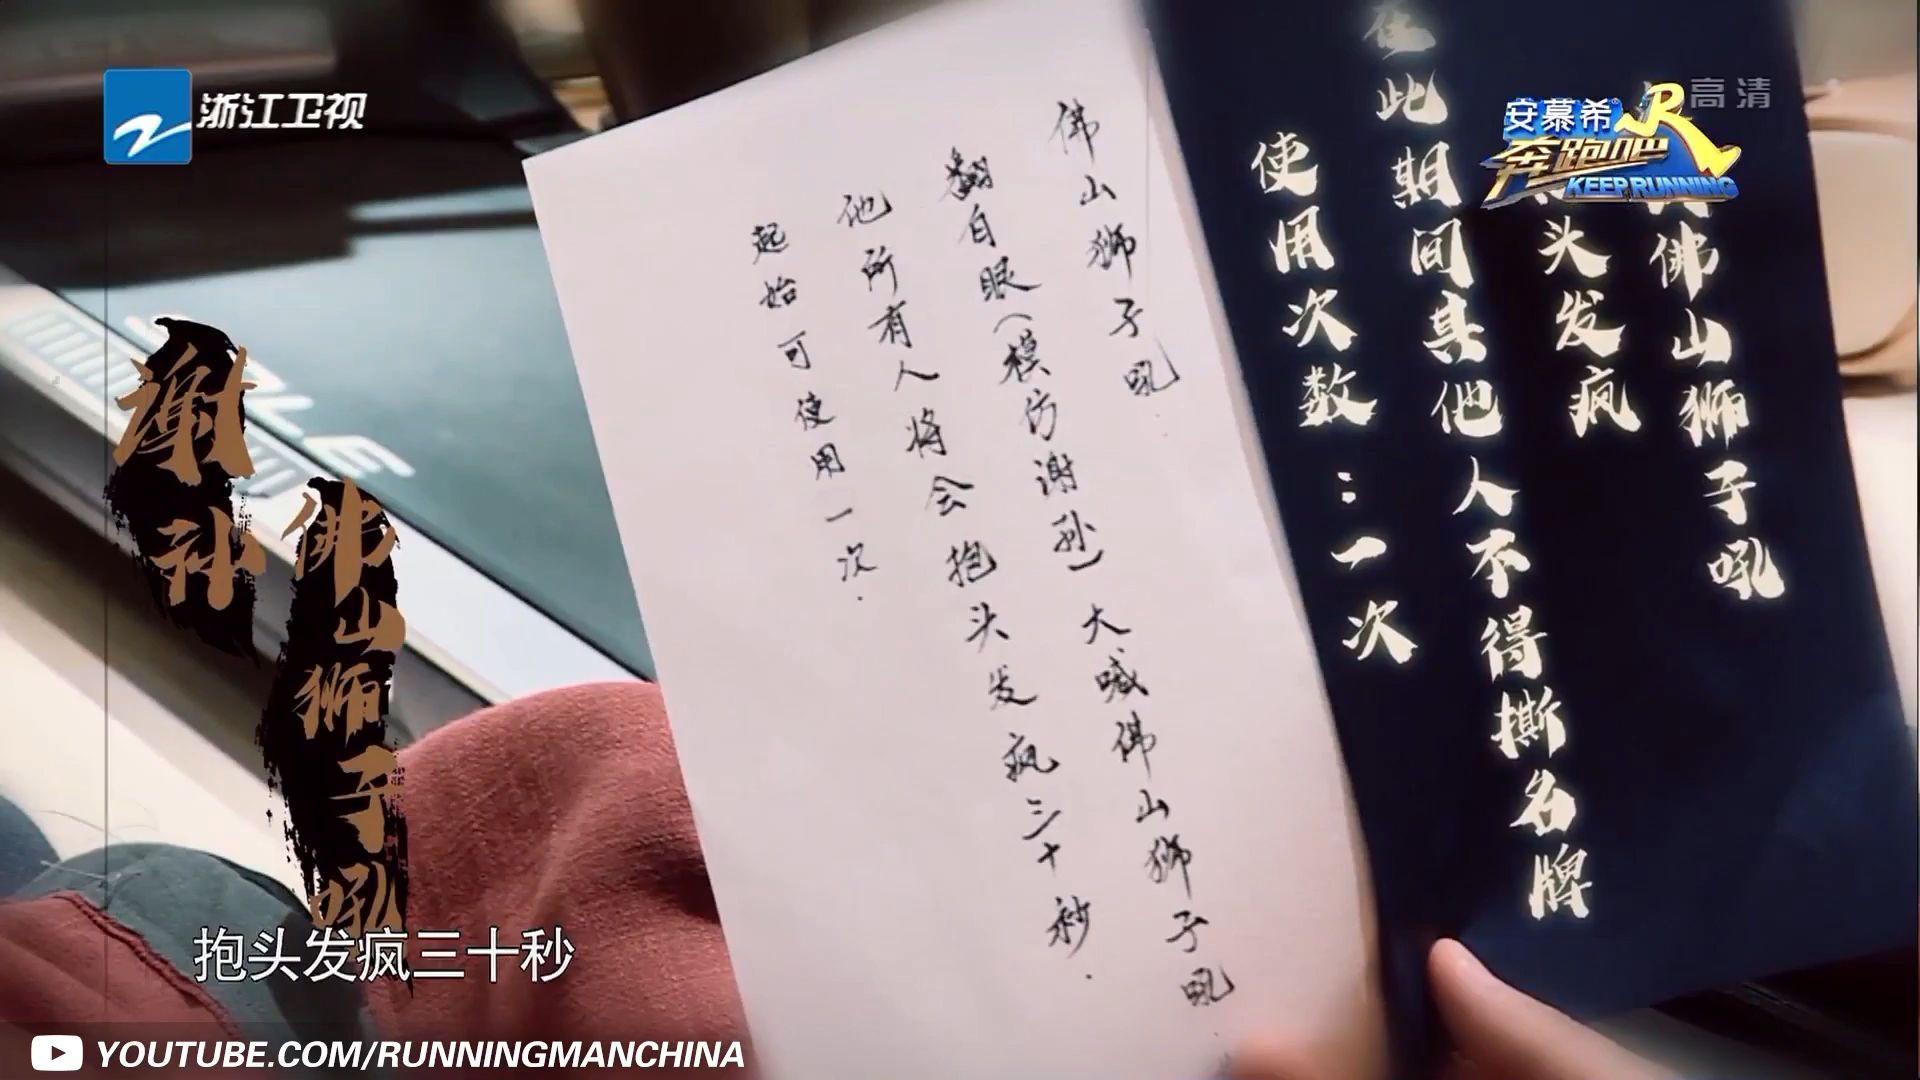 浙江卫视
高清
安慕希
奔跑吧
KEEP RUNNING
佛山狮子吼
翻白眼(模仿谢孙)大喊佛山狮子吼
他所有人将会抱头发疯三十秒.
起始可使用一次.
佛山狮子吼
头发疯
在此期间其他人不得撕名牌
使用次数:一次
谢孙
佛山狮子吼
抱头发疯三十秒
YOUTUBE.COM/RUNNINGMANCHINA